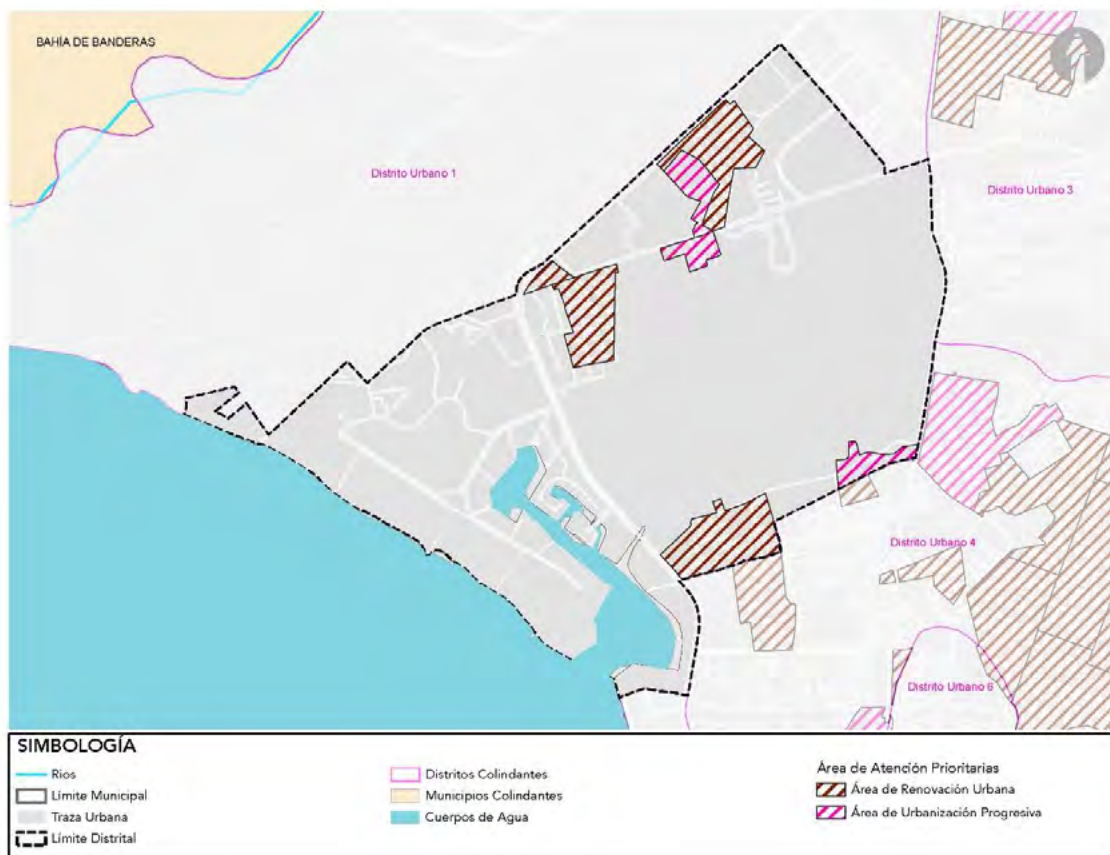 BAHÍA DE BANDERAS
Distrito Urbano 1
Distrito Urbano 3
Distrito Urbano 4
Distrito Urbano 6
SIMBOLOGÍA
Rios
Límite Municipal
Traza Urbana
Límite Distrital
Distritos Colindantes
Municipios Colindantes
Cuerpos de Agua
Área de Atención Prioritarias
Área de Renovación Urbana
Área de Urbanización Progresiva